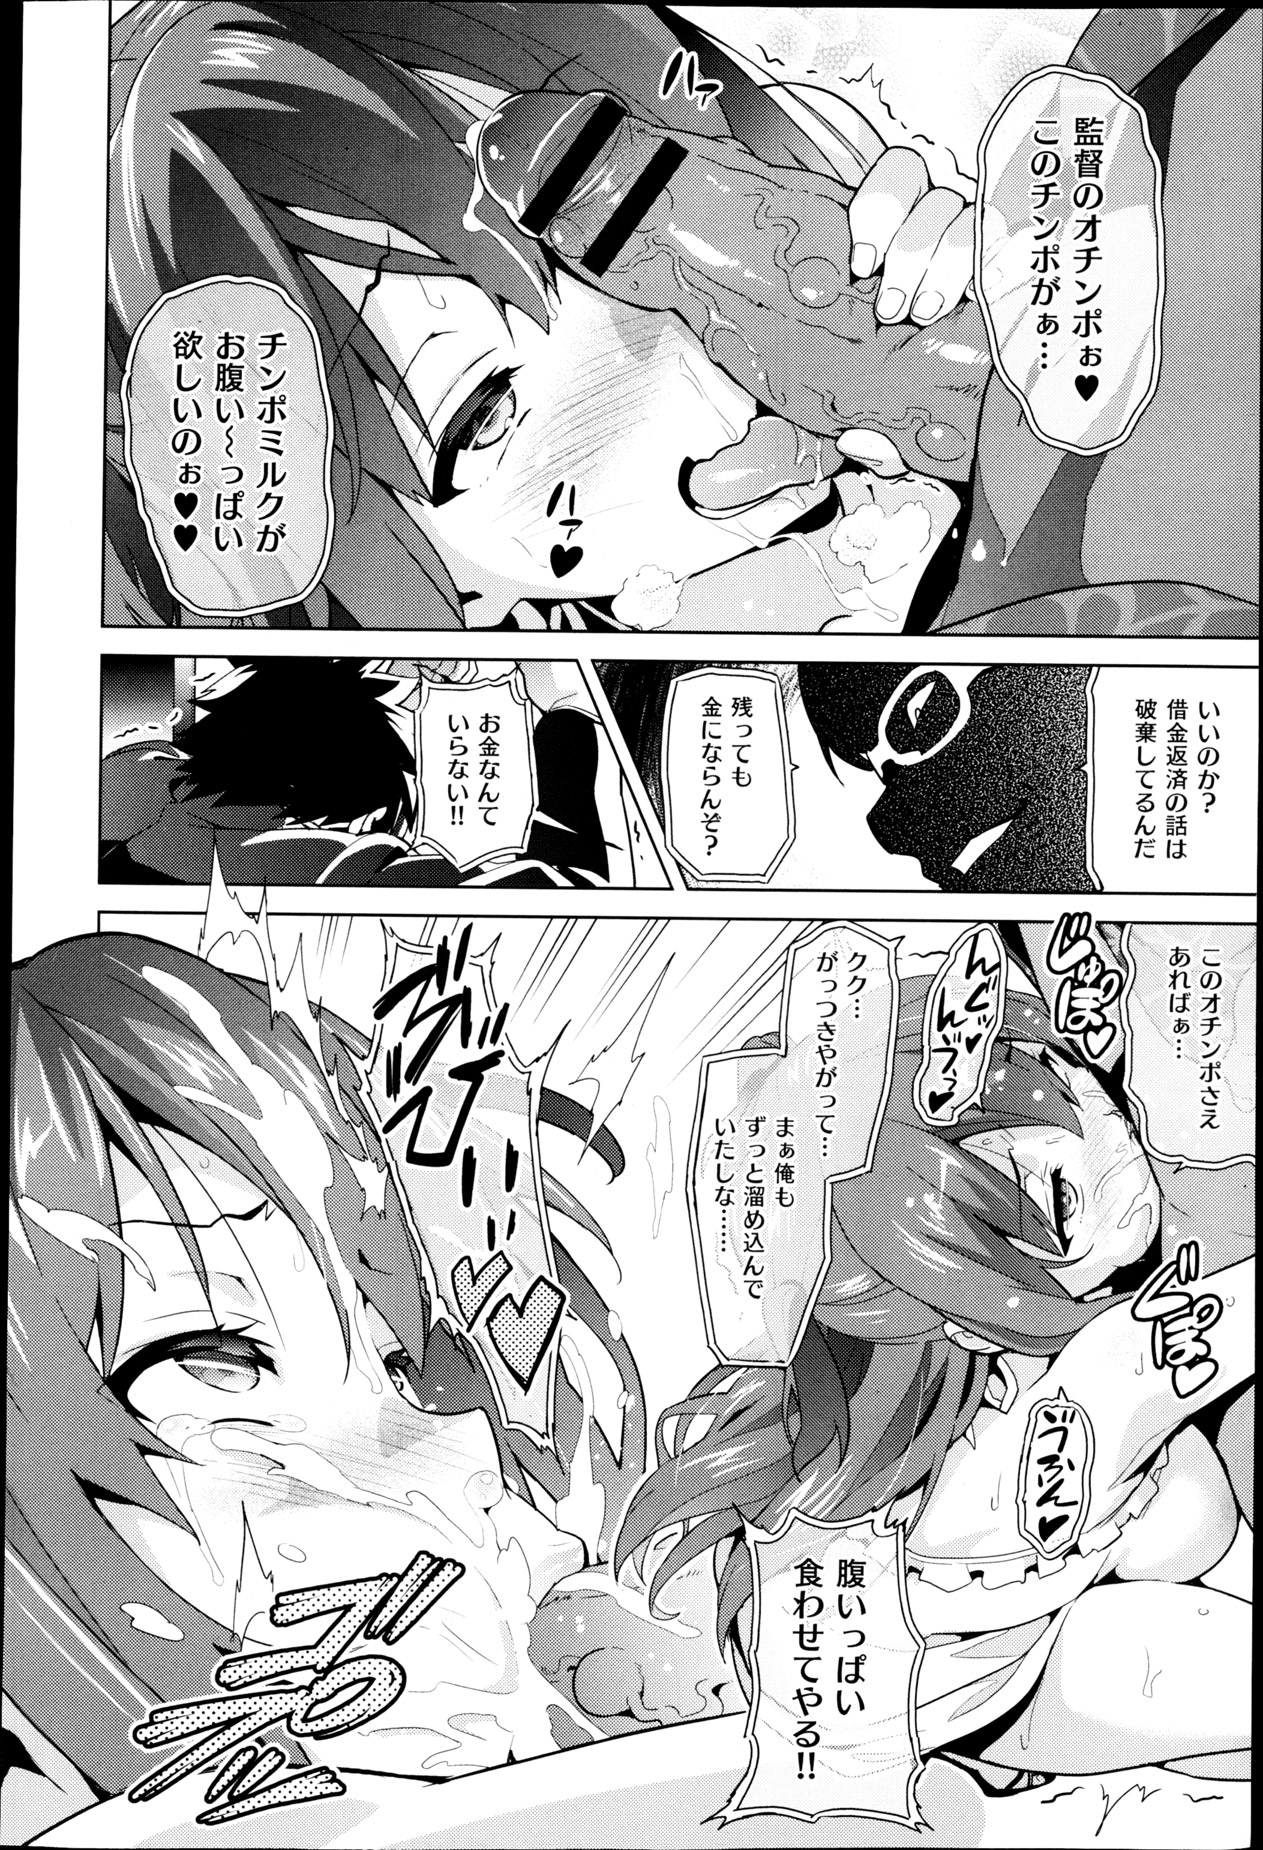 監督のオチンポぉ♥
このチンポがぁ…
ハァ
チンポミルクが
お腹い～っぱい
欲しいのぉ♥♥
ハァ♥
いいのか?
借金返済の話は
破棄してるんだ
残っても
金にならんぞ?
お金なんて
いらない!!
このオチンポさえ
あればぁ…
じゅぽ♥
クク…
がっつきやがって…
まぁ俺も
ずっと溜め込んで
いたしな……
ぐぽ♥
腹いっぱい
食わせてやる!!